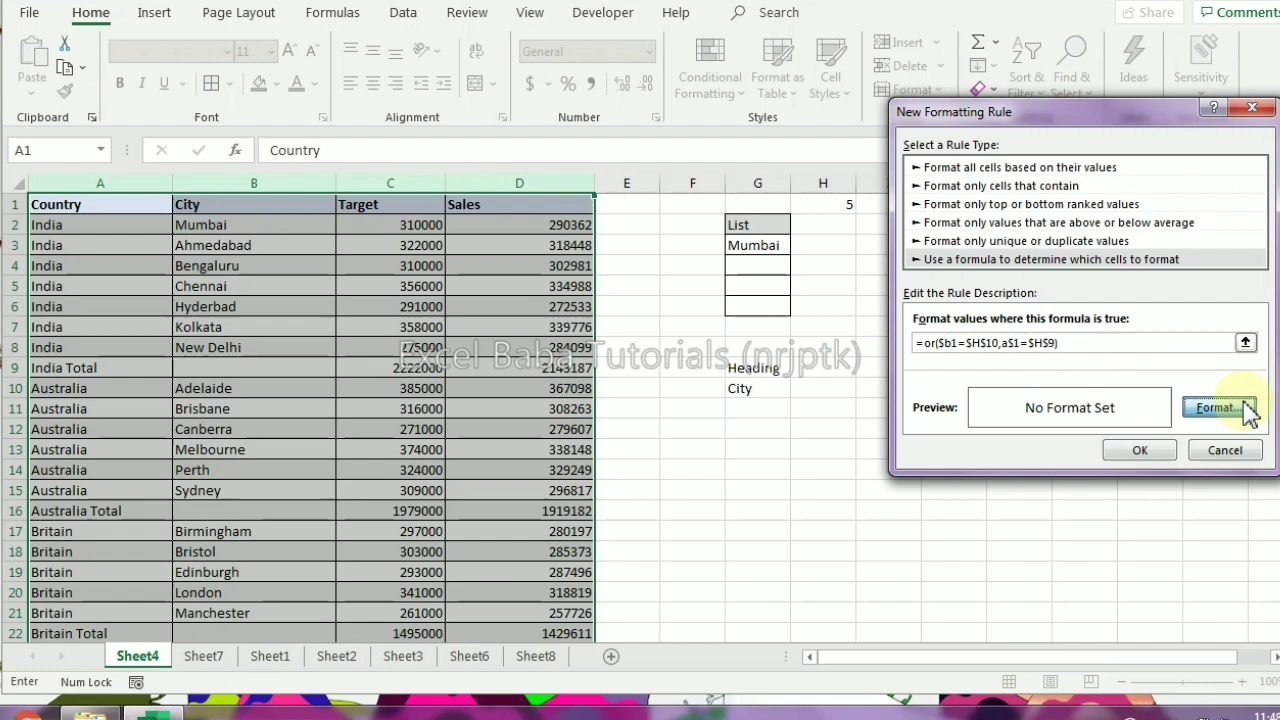 File Home Insert Page Layout Formulas Data Review View Developer Help Search Share Comments
11 General Insert
Paste B I U Conditional Format as Cell Delete Sort & Find & Ideas Sensitivity
Formatting Table Styles Format Filter Select
Clipboard Font Alignment Number Styles
New Formatting Rule
A1 fx Country
Select a Rule Type:
► Format all cells based on their values
► Format only cells that contain
► Format only top or bottom ranked values
► Format only values that are above or below average
► Format only unique or duplicate values
► Use a formula to determine which cells to format
Edit the Rule Description:
Format values where this formula is true:
=or($b1=$H$10,a$1=$H$9)
Preview: No Format Set Format...
OK Cancel
A B C D E F G H
1 Country City Target Sales 5
2 India Mumbai 310000 290362 List
3 India Ahmedabad 322000 318448 Mumbai
4 India Bengaluru 310000 302981
5 India Chennai 356000 334988
6 India Hyderbad 291000 272533
7 India Kolkata 358000 339776
8 India New Delhi 275000 284099
Excel Baba Tutorials (nrjptk)
9 India Total 2222000 2143187 Heading
10 Australia Adelaide 385000 367098 City
11 Australia Brisbane 316000 308263
12 Australia Canberra 271000 279607
13 Australia Melbourne 374000 338148
14 Australia Perth 324000 329249
15 Australia Sydney 309000 296817
16 Australia Total 1979000 1919182
17 Britain Birmingham 297000 280197
18 Britain Bristol 303000 285373
19 Britain Edinburgh 293000 287496
20 Britain London 341000 318819
21 Britain Manchester 261000 257726
22 Britain Total 1495000 1429611
Sheet4 Sheet7 Sheet1 Sheet2 Sheet3 Sheet6 Sheet8
Enter Num Lock